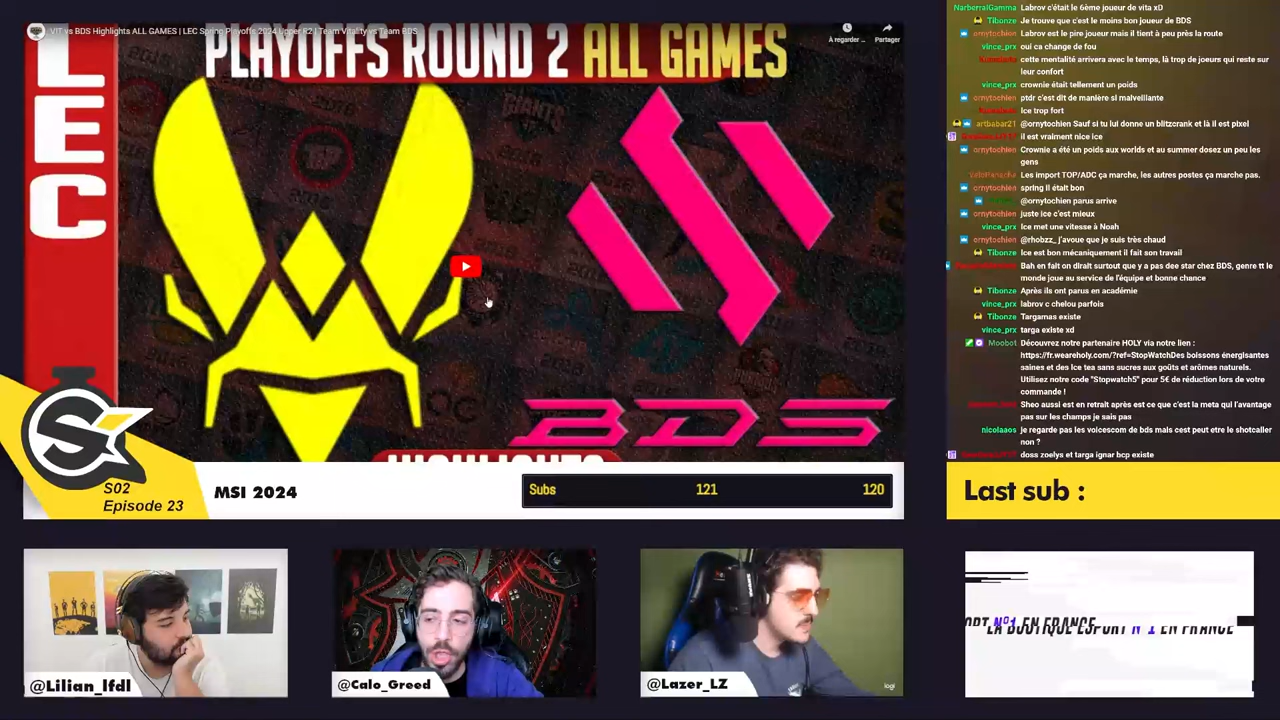 VIT vs BDS Highlights ALL GAMES | LEC Spring Playoffs 2024 Upper R2 | Team Vitality vs Team BDS
À regarder ...
Partager
PLAYOFFS ROUND 2 ALL GAMES
LEC
BDS
HIGHLIGHTS
S02
Episode 23
MSI 2024
Subs 121 120
Last sub :
NarberralGamma Labrov c'était le 6ème joueur de vita xD
Tibonze Je trouve que c'est le moins bon joueur de BDS
ornytochien Labrov est le pire joueur mais il tient à peu près la route
vince_prx oui ca change de fou
cette mentalité arrivera avec le temps, là trop de joeurs qui reste sur
leur confort
vince_prx crownie était tellement un poids
ornytochien ptdr c'est dit de manière si malveillante
Ice trop fort
artbabar21 @ornytochien Sauf si tu lui donne un blitzcrank et là il est pixel
il est vraiment nice ice
ornytochien Crownie a été un poids aux worlds et au summer dosez un peu les
gens
Les import TOP/ADC ça marche, les autres postes ça marche pas.
ornytochien spring il était bon
@ornytochien parus arrive
ornytochien juste ice c'est mieux
vince_prx Ice met une vitesse à Noah
ornytochien @rhobzz_ j'avoue que je suis très chaud
Tibonze Ice est bon mécaniquement il fait son travail
Bah en fait on dirait surtout que y a pas dee star chez BDS, genre tt le
monde joue au service de l'équipe et bonne chance
Tibonze Après ils ont parus en académie
vince_prx labrov c chelou parfois
Tibonze Targamas existe
vince_prx targa existe xd
Moobot Découvrez notre partenaire HOLY via notre lien :
https://fr.weareholy.com/?ref=StopWatchDes boissons énergisantes
saines et des Ice tea sans sucres aux goûts et arômes naturels.
Utilisez notre code "Stopwatch5" pour 5€ de réduction lors de votre
commande !
Sheo aussi est en retrait après est ce que c'est la meta qui l'avantage
pas sur les champs je sais pas
nicolaaos je regarde pas les voicescom de bds mais cest peut etre le shotcaller
non ?
doss zoelys et targa ignar bcp existe
@Lilian_lfdl
@Calo_Greed
@Lazer_LZ
logi
ORT N°1 EN FRANCE
LA BOUTIQUE ESPORT N°1 EN FRANCE